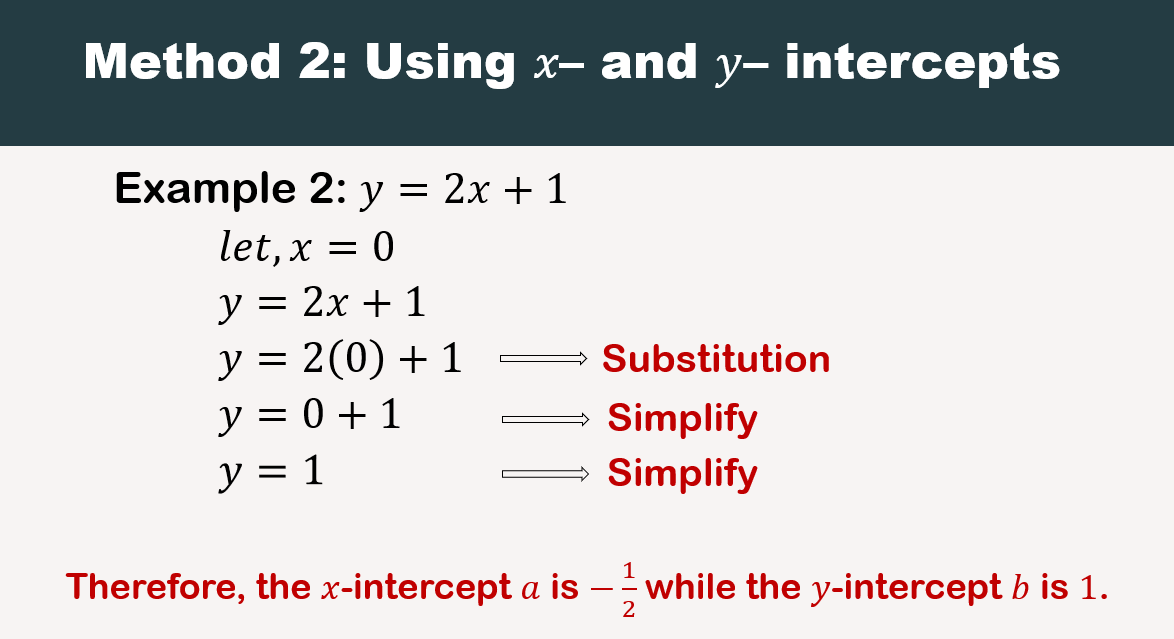 Method 2: Using x– and y– intercepts
Example 2: y = 2x + 1
let, x = 0
y = 2x + 1
y = 2(0) + 1 Substitution
y = 0 + 1 Simplify
y = 1 Simplify
Therefore, the x-intercept a is −1/2 while the y-intercept b is 1.